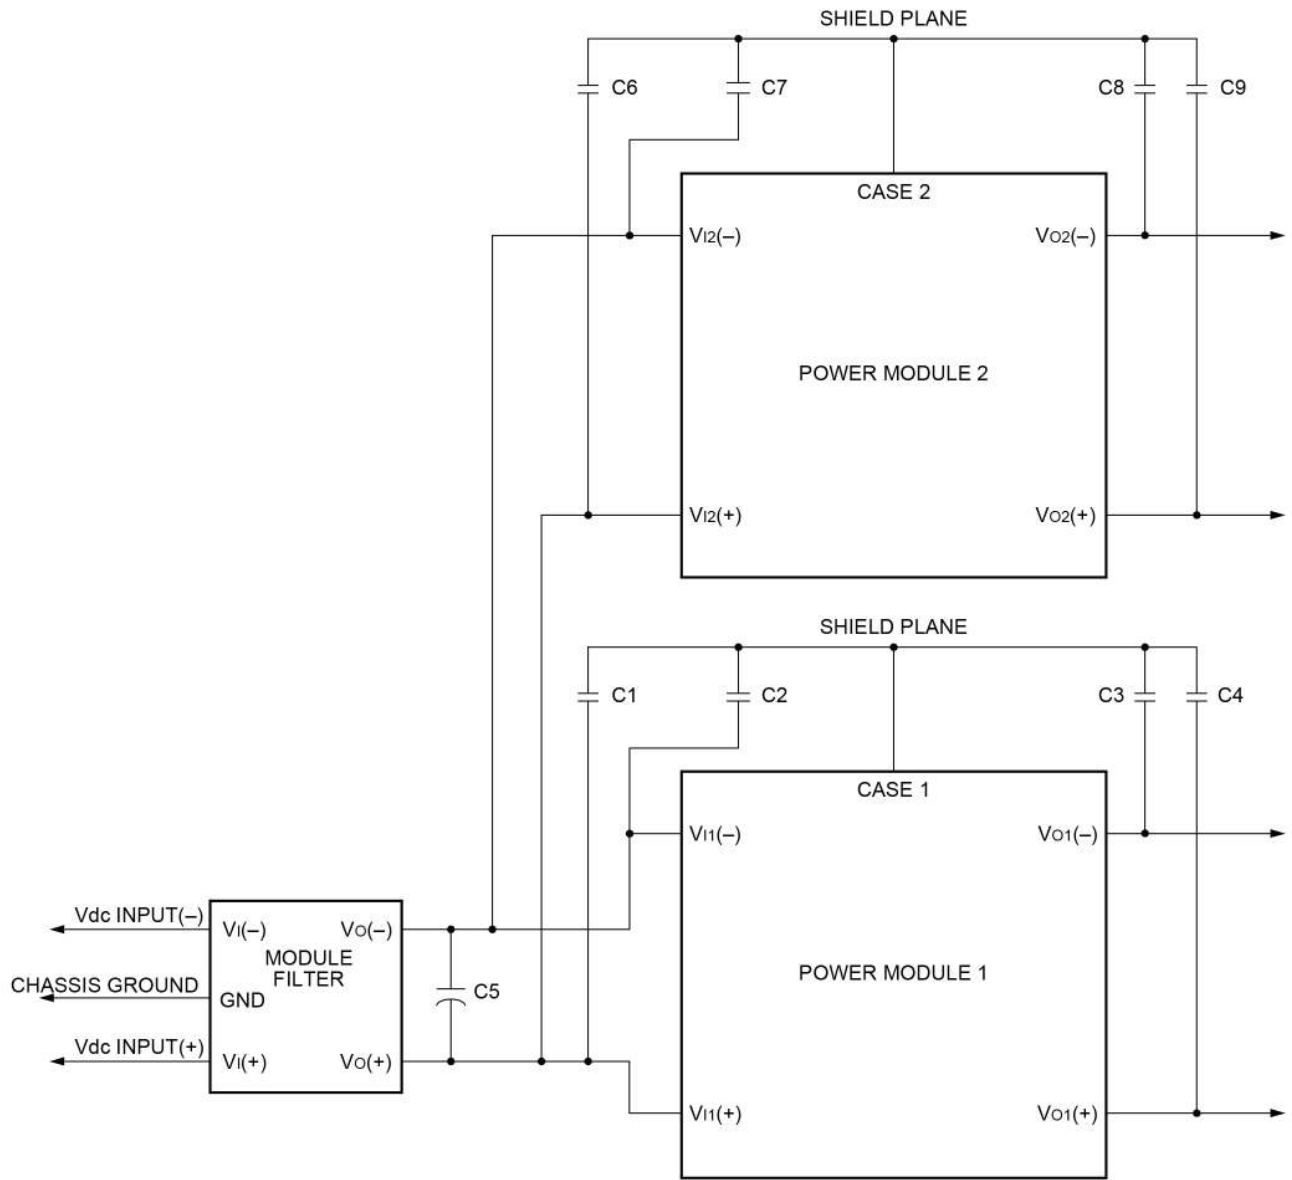 SHIELD PLANE
C6
C7
C8
C9
CASE 2
VI2(–)
VO2(–)
POWER MODULE 2
VI2(+)
VO2(+)
SHIELD PLANE
C1
C2
C3
C4
CASE 1
VI1(–)
VO1(–)
Vdc INPUT(–)
VI(–)
VO(–)
MODULE
FILTER
POWER MODULE 1
CHASSIS GROUND
GND
C5
Vdc INPUT(+)
VI(+)
VO(+)
VI1(+)
VO1(+)